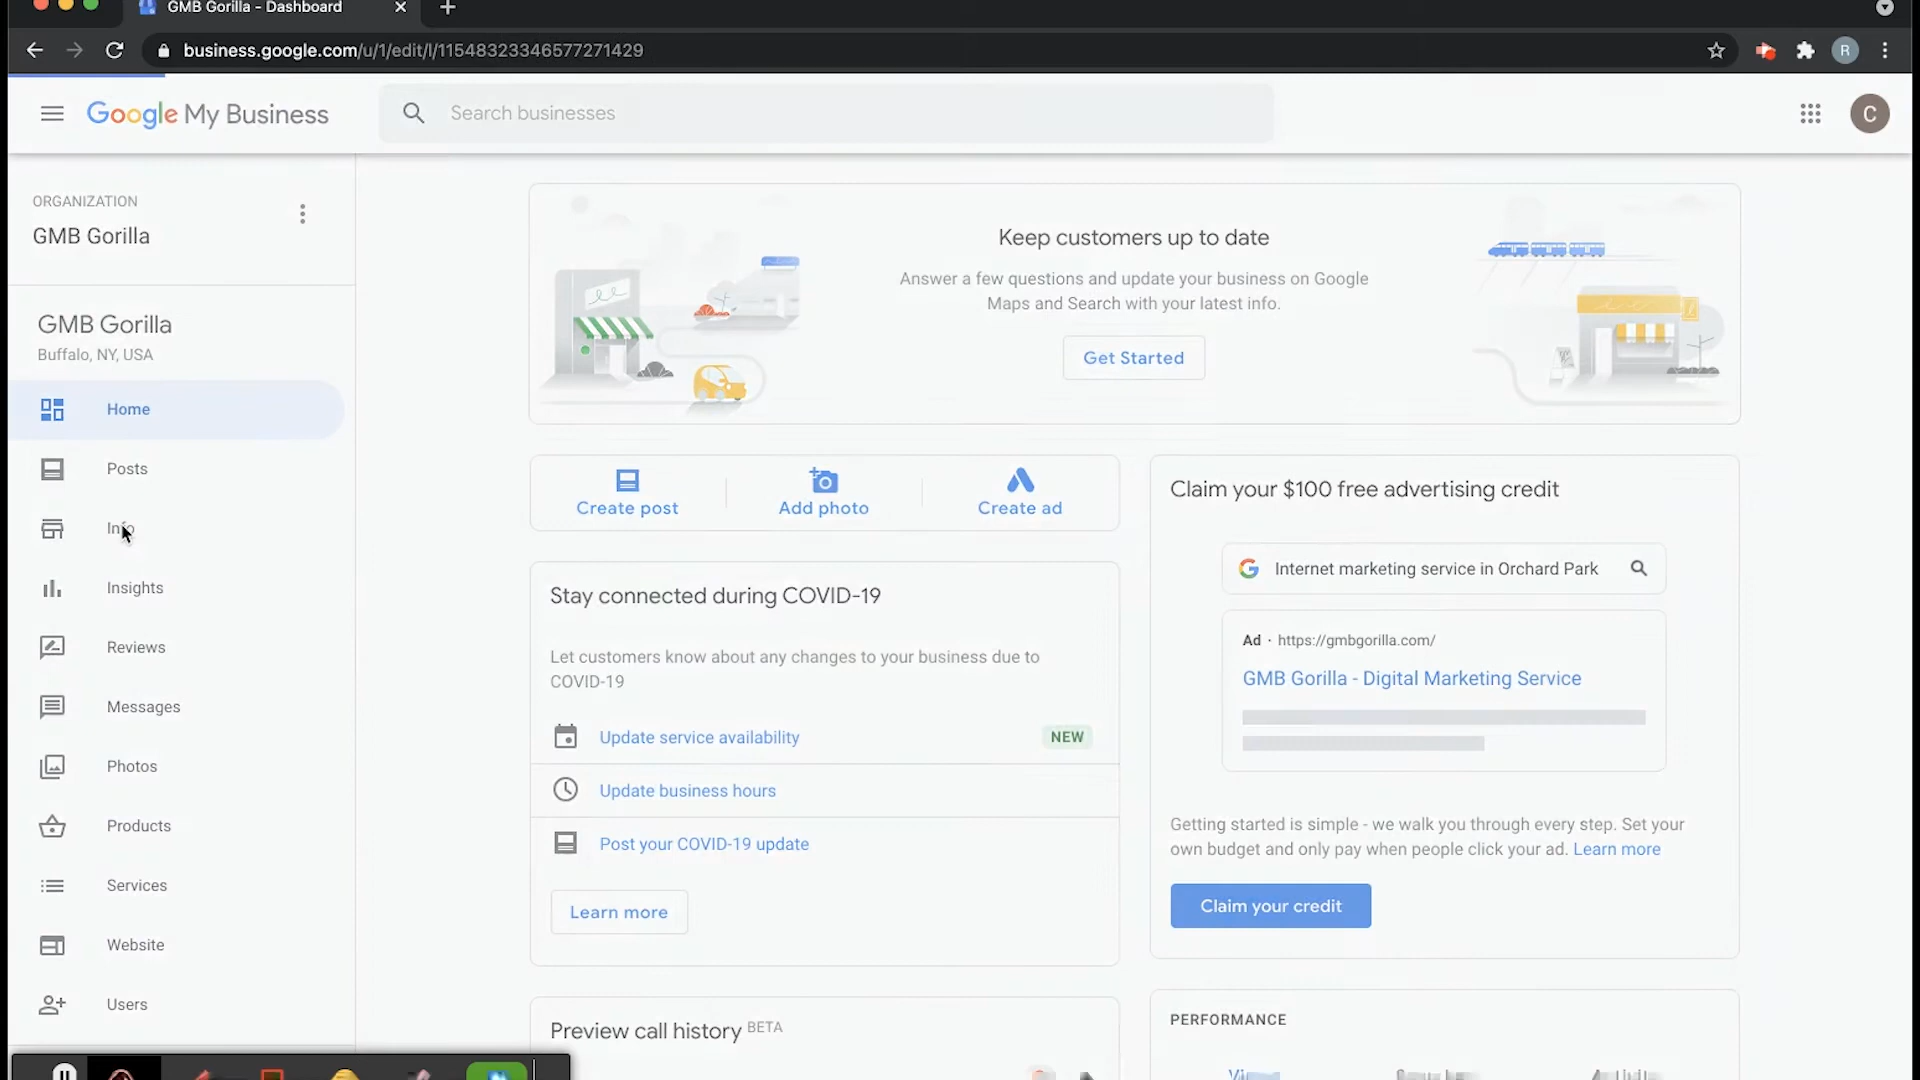 GMB Gorilla - Dashboard
business.google.com/u/1/edit/l/11548323346577271429
R
Google My Business
Search businesses
C
ORGANIZATION
GMB Gorilla
GMB Gorilla
Buffalo, NY, USA
Home
Posts
Info
Insights
Reviews
Messages
Photos
Products
Services
Website
Users
Keep customers up to date
Answer a few questions and update your business on Google
Maps and Search with your latest info.
Get Started
Create post
Add photo
Create ad
Stay connected during COVID-19
Let customers know about any changes to your business due to
COVID-19
Update service availability
NEW
Update business hours
Post your COVID-19 update
Learn more
Preview call history BETA
Claim your $100 free advertising credit
Internet marketing service in Orchard Park
Ad · https://gmbgorilla.com/
GMB Gorilla - Digital Marketing Service
Getting started is simple - we walk you through every step. Set your
own budget and only pay when people click your ad. Learn more
Claim your credit
PERFORMANCE